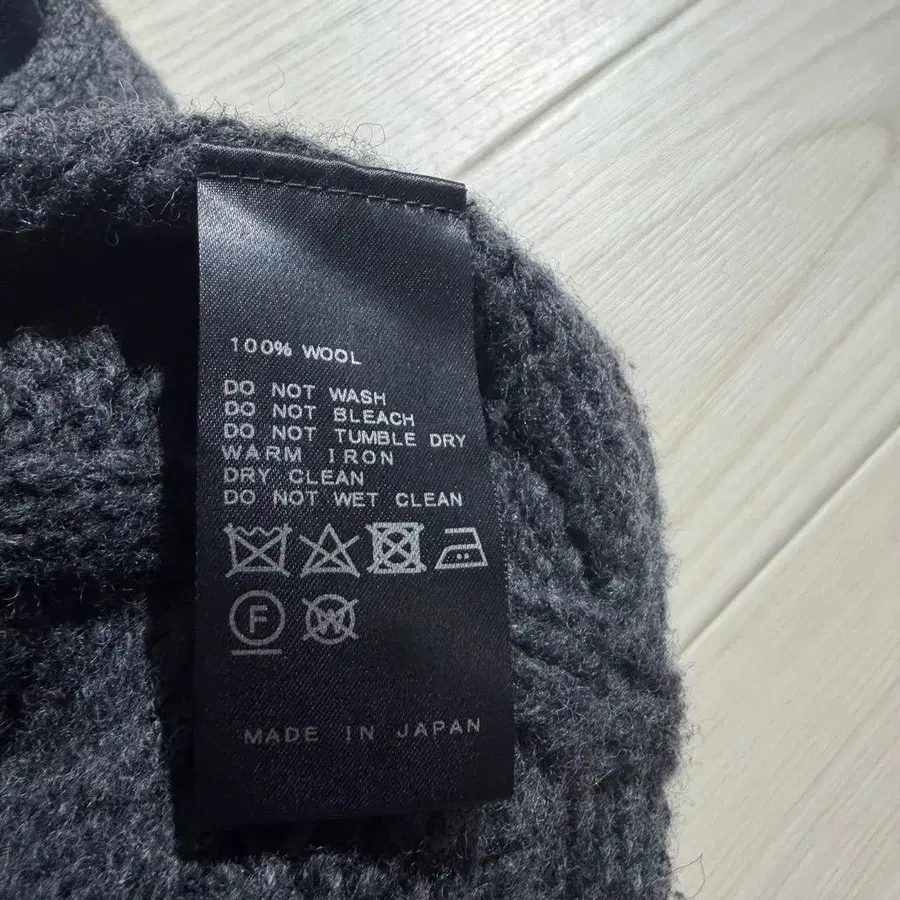 100% WOOL
DO NOT WASH
DO NOT BLEACH
DO NOT TUMBLE DRY
WARM IRON
DRY CLEAN
DO NOT WET CLEAN
F W
MADE IN JAPAN